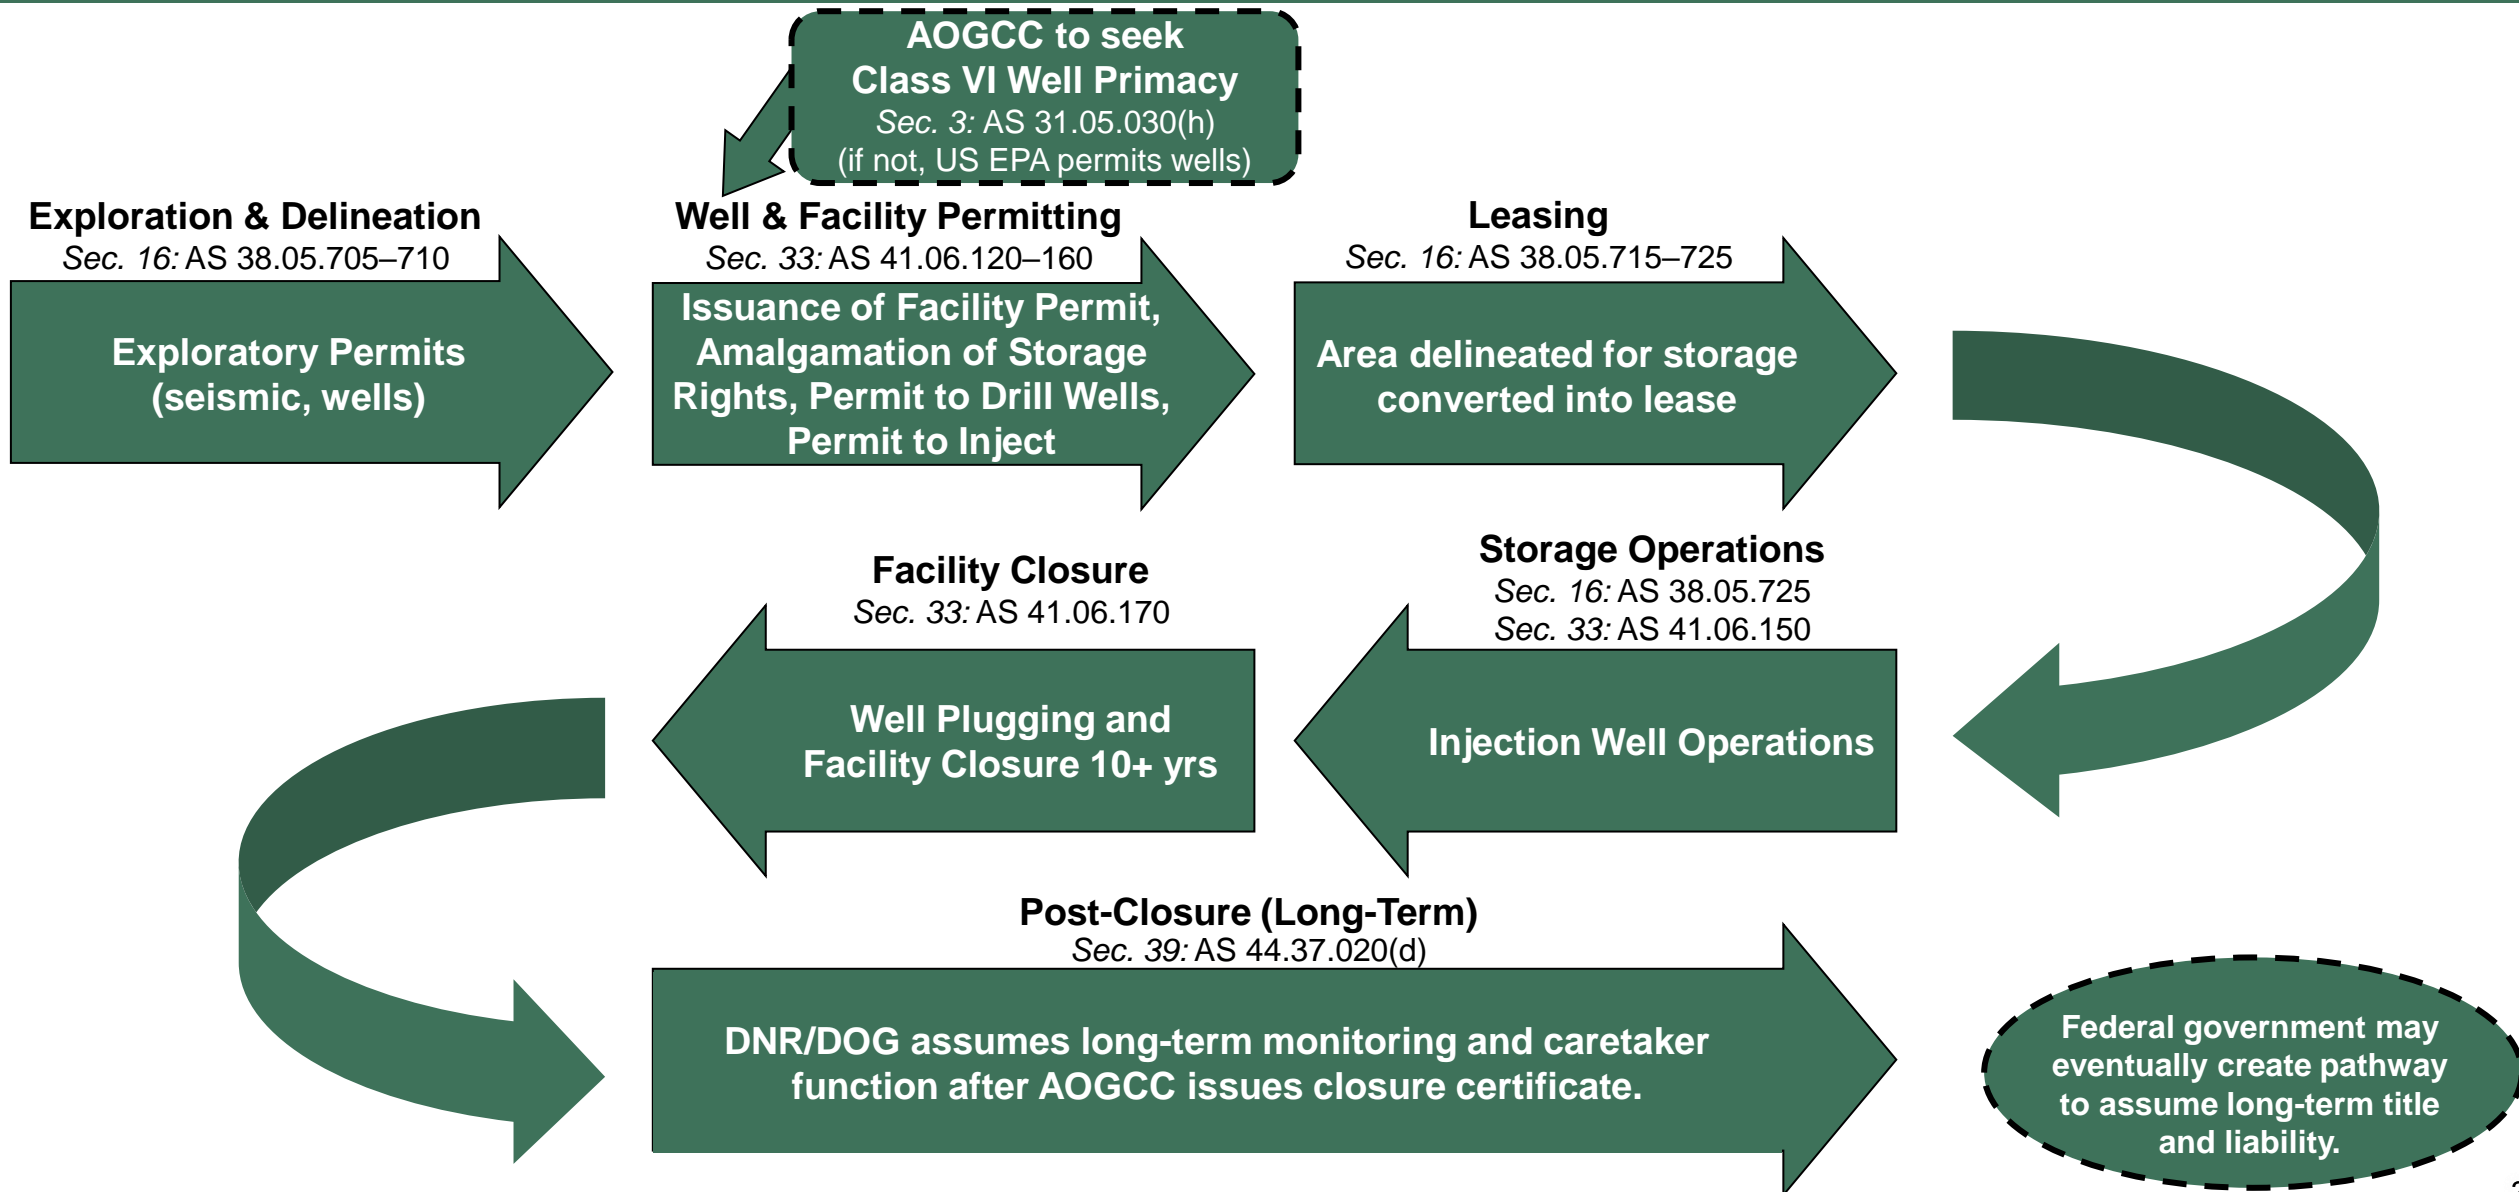 AOGCC to seek
Class VI Well Primacy
Sec. 3: AS 31.05.030(h)
(if not, US EPA permits wells)
Exploration & Delineation
Sec. 16: AS 38.05.705–710
Exploratory Permits
(seismic, wells)
Well & Facility Permitting
Sec. 33: AS 41.06.120–160
Issuance of Facility Permit,
Amalgamation of Storage
Rights, Permit to Drill Wells,
Permit to Inject
Leasing
Sec. 16: AS 38.05.715–725
Area delineated for storage
converted into lease
Storage Operations
Sec. 16: AS 38.05.725
Sec. 33: AS 41.06.150
Injection Well Operations
Facility Closure
Sec. 33: AS 41.06.170
Well Plugging and
Facility Closure 10+ yrs
Post-Closure (Long-Term)
Sec. 39: AS 44.37.020(d)
DNR/DOG assumes long-term monitoring and caretaker
function after AOGCC issues closure certificate.
Federal government may
eventually create pathway
to assume long-term title
and liability.